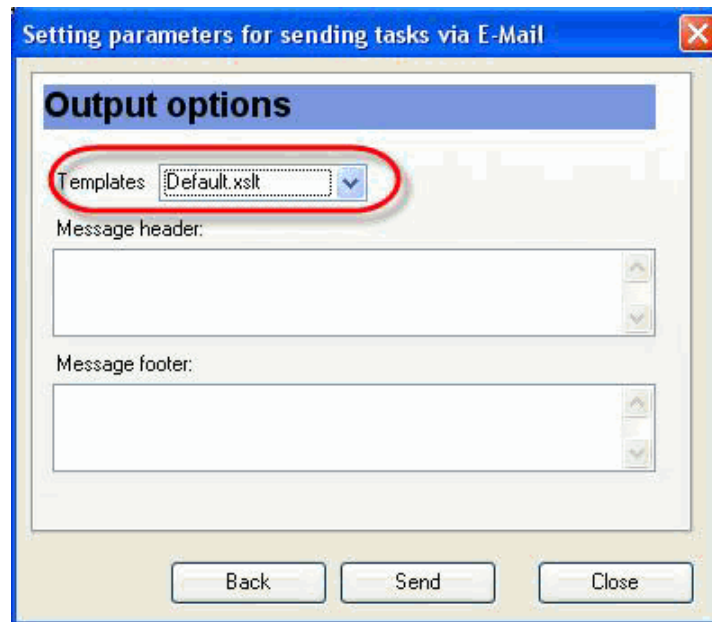 Setting parameters for sending tasks via E-Mail
Output options
Templates Default.xslt
Message header:
Message footer:
Back Send Close